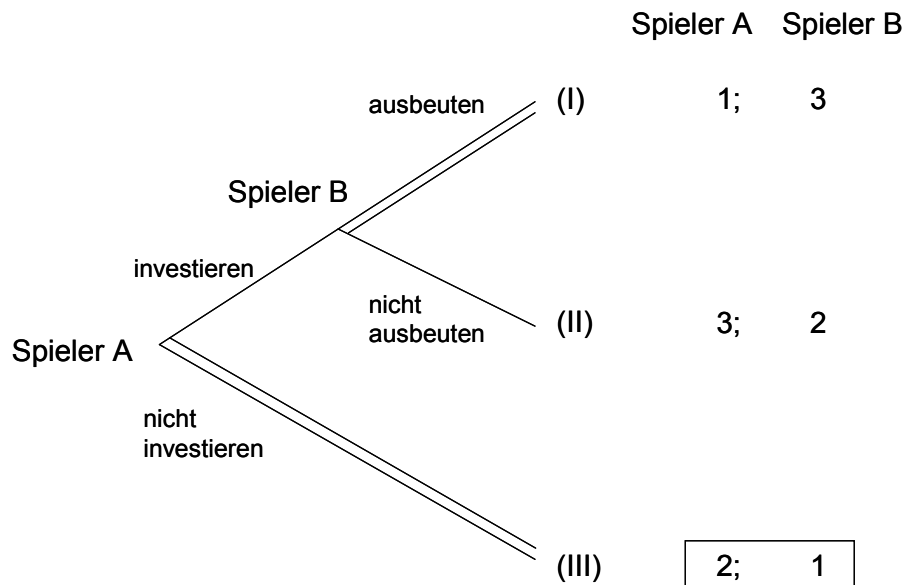 Spieler A Spieler B
ausbeuten
(I) 1; 3
Spieler B
investieren
nicht
ausbeuten
(II) 3; 2
Spieler A
nicht
investieren
(III) 2; 1